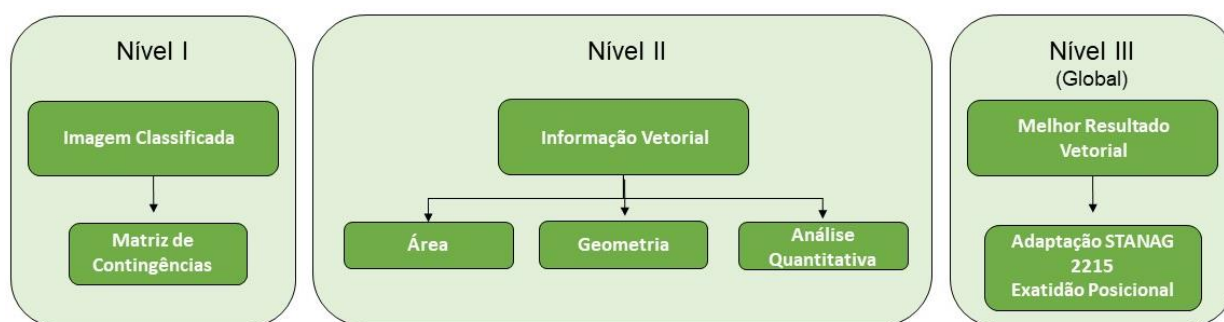 Nível I
Imagem Classificada
Matriz de
Contingências
Nível II
Informação Vetorial
Área
Geometria
Análise
Quantitativa
Nível III
(Global)
Melhor Resultado
Vetorial
Adaptação STANAG
2215
Exatidão Posicional